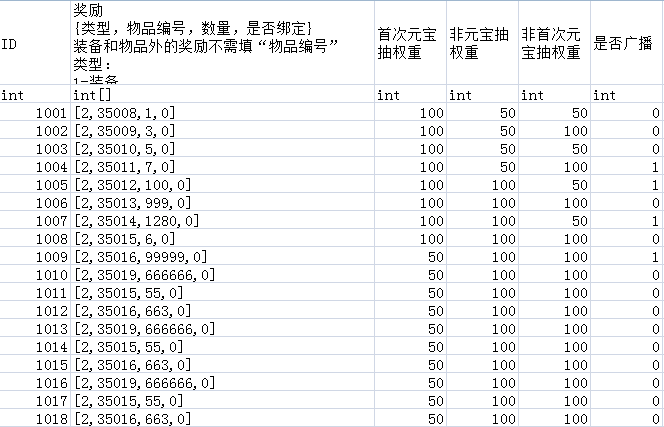 ID
奖励
{类型，物品编号，数量，是否绑定}
装备和物品外的奖励不需填“物品编号”
类型：
1=装备
首次元宝抽权重
非元宝抽权重
非首次元宝抽权重
是否广播
int int[] int int int int
1001 [2,35008,1,0] 100 50 50 0
1002 [2,35009,3,0] 100 50 100 0
1003 [2,35010,5,0] 100 50 50 0
1004 [2,35011,7,0] 100 50 100 1
1005 [2,35012,100,0] 100 100 50 1
1006 [2,35013,999,0] 100 100 100 0
1007 [2,35014,1280,0] 100 100 50 1
1008 [2,35015,6,0] 100 100 100 0
1009 [2,35016,99999,0] 50 100 100 1
1010 [2,35019,666666,0] 50 100 100 0
1011 [2,35015,55,0] 50 100 100 0
1012 [2,35016,663,0] 50 100 100 0
1013 [2,35019,666666,0] 50 100 100 0
1014 [2,35015,55,0] 50 100 100 0
1015 [2,35016,663,0] 50 100 100 0
1016 [2,35019,666666,0] 50 100 100 0
1017 [2,35015,55,0] 50 100 100 0
1018 [2,35016,663,0] 50 100 100 0